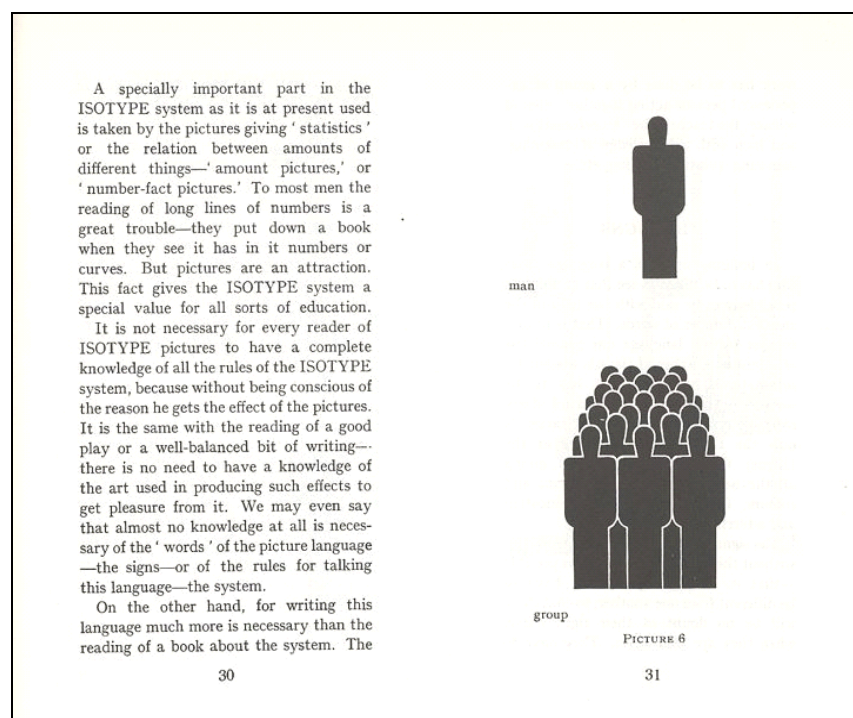 A specially important part in the
ISOTYPE system as it is at present used
is taken by the pictures giving ‘ statistics ’
or the relation between amounts of
different things—‘ amount pictures,’ or
‘ number-fact pictures.’ To most men the
reading of long lines of numbers is a
great trouble—they put down a book
when they see it has in it numbers or
curves. But pictures are an attraction.
This fact gives the ISOTYPE system a
special value for all sorts of education.
It is not necessary for every reader of
ISOTYPE pictures to have a complete
knowledge of all the rules of the ISOTYPE
system, because without being conscious of
the reason he gets the effect of the pictures.
It is the same with the reading of a good
play or a well-balanced bit of writing—
there is no need to have a knowledge of
the art used in producing such effects to
get pleasure from it. We may even say
that almost no knowledge at all is neces-
sary of the ‘ words ’ of the picture language
—the signs—or of the rules for talking
this language—the system.
On the other hand, for writing this
language much more is necessary than the
reading of a book about the system. The
30
man
group
PICTURE 6
31